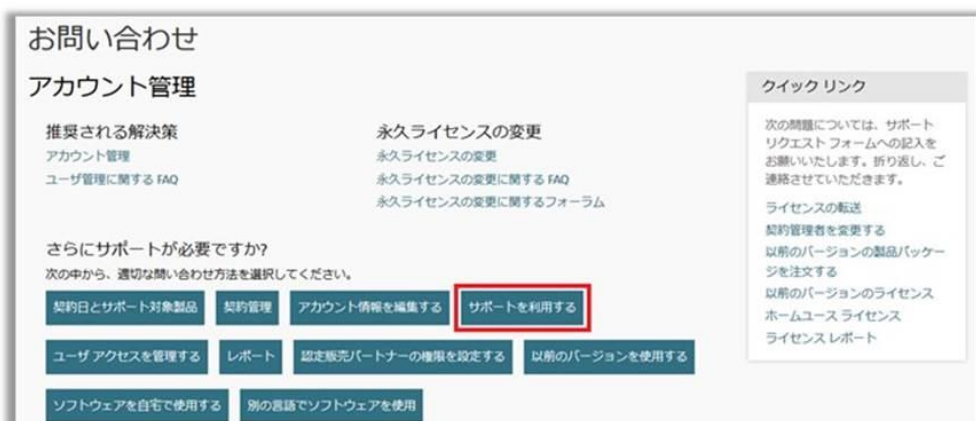 お問い合わせ
アカウント管理
推奨される解決策
アカウント管理
ユーザ管理に関する FAQ
永久ライセンスの変更
永久ライセンスの変更
永久ライセンスの変更に関する FAQ
永久ライセンスの変更に関するフォーラム
さらにサポートが必要ですか?
次の中から、適切な問い合わせ方法を選択してください。
契約日とサポート対象製品
契約管理
アカウント情報を編集する
サポートを利用する
ユーザ アクセスを管理する
レポート
認定販売パートナーの権限を設定する
以前のバージョンを使用する
ソフトウェアを自宅で使用する
別の言語でソフトウェアを使用
クイック リンク
次の問題については、サポート
リクエスト フォームへの記入を
お願いいたします。折り返し、ご
連絡させていただきます。
ライセンスの転送
契約管理者を変更する
以前のバージョンの製品パッケー
ジを注文する
以前のバージョンのライセンス
ホームユース ライセンス
ライセンス レポート